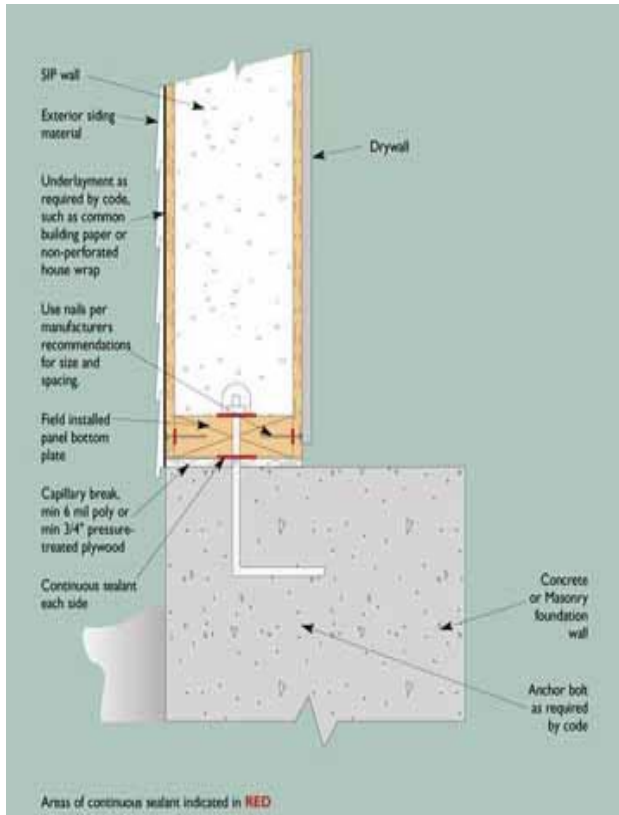 SIP wall
Exterior siding
material
Underlayment as
required by code,
such as common
building paper or
non-perforated
house wrap
Use nails per
manufacturers
recommendations
for size and
spacing.
Field installed
panel bottom
plate
Capillary break,
min 6 mil poly or
min 3/4" pressure-
treated plywood
Continuous sealant
each side
Drywall
Concrete
or Masonry
foundation
wall
Anchor bolt
as required
by code
Areas of continuous sealant indicated in RED